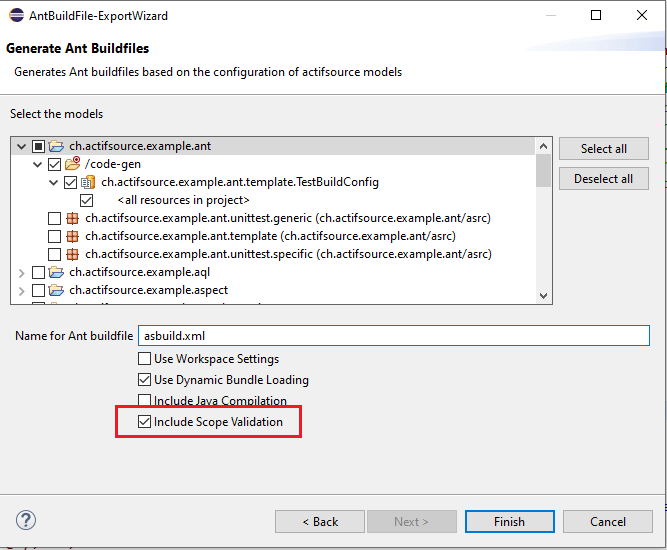 AntBuildFile-ExportWizard
Generate Ant Buildfiles
Generates Ant buildfiles based on the configuration of actifsource models
Select the models
ch.actifsource.example.ant
/code-gen
ch.actifsource.example.ant.template.TestBuildConfig
<all resources in project>
ch.actifsource.example.ant.unittest.generic (ch.actifsource.example.ant/asrc)
ch.actifsource.example.ant.template (ch.actifsource.example.ant/asrc)
ch.actifsource.example.ant.unittest.specific (ch.actifsource.example.ant/asrc)
ch.actifsource.example.aql
ch.actifsource.example.aspect
Select all
Deselect all
Name for Ant buildfile asbuild.xml
Use Workspace Settings
Use Dynamic Bundle Loading
Include Java Compilation
Include Scope Validation
?
< Back
Next >
Finish
Cancel